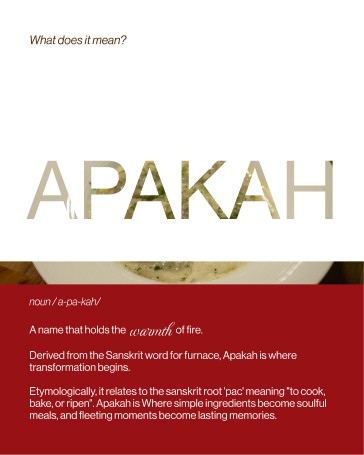 What does it mean?
APAKAH
noun / a-pa-kah/
A name that holds the warmth of fire.
Derived from the Sanskrit word for furnace, Apakah is where
transformation begins.
Etymologically, it relates to the sanskrit root 'pac' meaning "to cook,
bake, or ripen". Apakah is Where simple ingredients become soulful
meals, and fleeting moments become lasting memories.